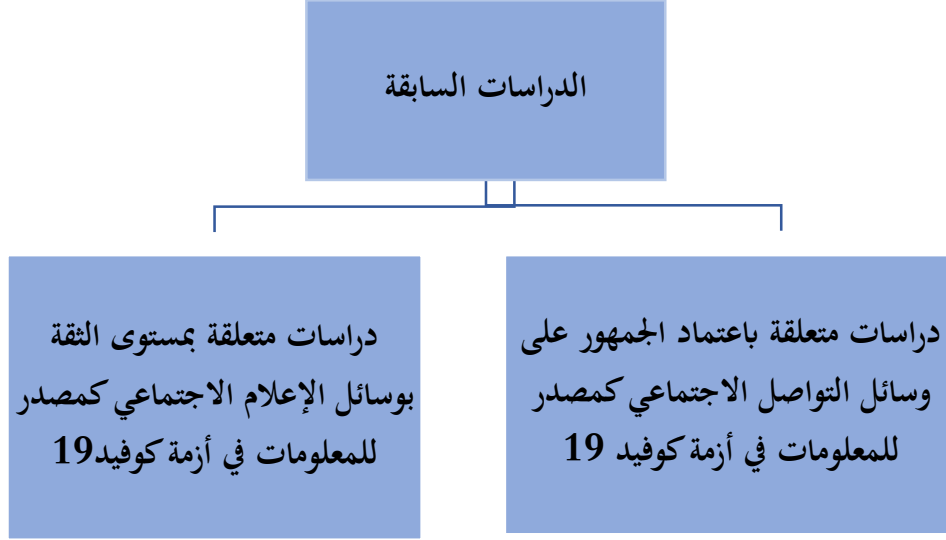 الدراسات السابقة
دراسات متعلقة باعتماد الجمهور على
وسائل التواصل الاجتماعي كمصدر
للمعلومات في أزمة كوفيد 19
دراسات متعلقة بمستوى الثقة
بوسائل الإعلام الاجتماعي كمصدر
للمعلومات في أزمة كوفيد19